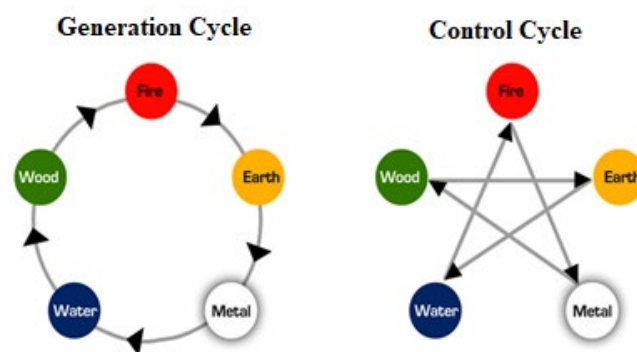 Generation Cycle
Fire
Wood
Earth
Water
Metal
Control Cycle
Fire
Wood
Earth
Water
Metal